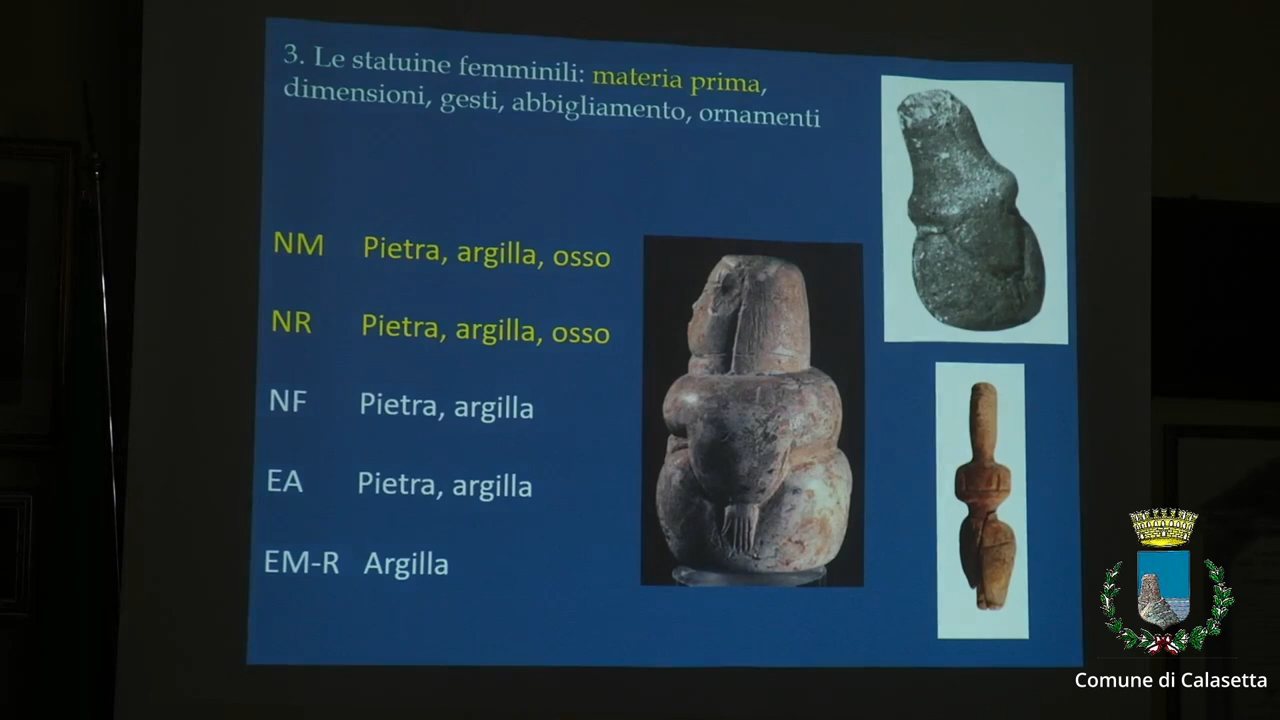 3. Le statuine femminili: materia prima,
dimensioni, gesti, abbigliamento, ornamenti
NM Pietra, argilla, osso
NR Pietra, argilla, osso
NF Pietra, argilla
EA Pietra, argilla
EM-R Argilla
Comune di Calasetta